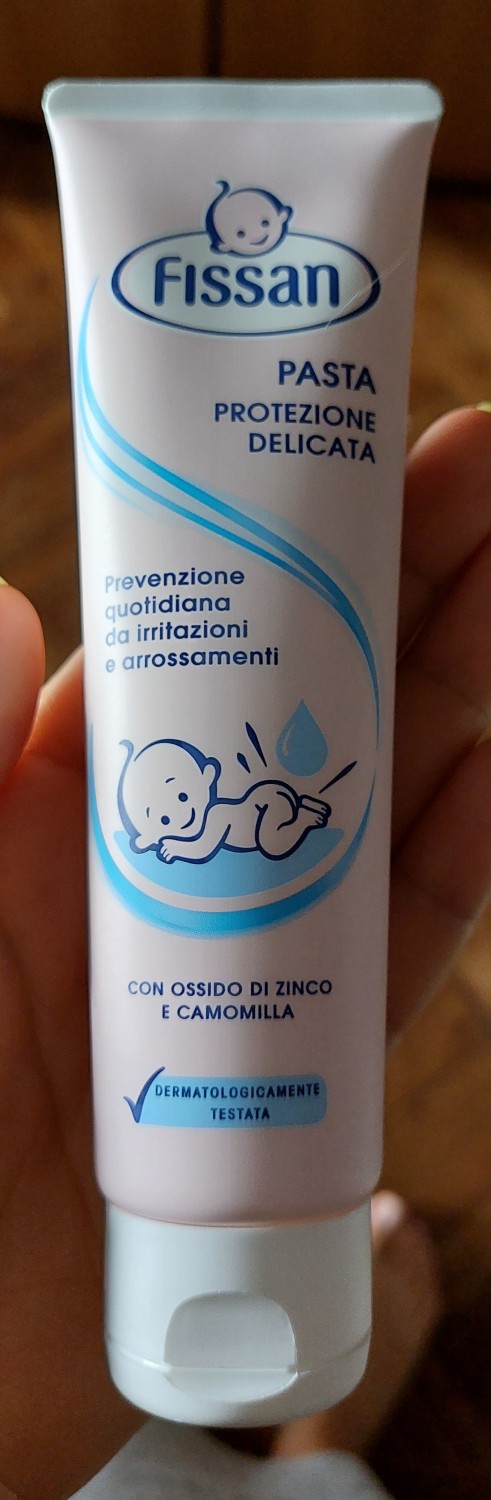 Fissan
PASTA
PROTEZIONE
DELICATA
Prevenzione
quotidiana
da irritazioni
e arrossamenti
CON OSSIDO DI ZINCO
E CAMOMILLA
DERMATOLOGICAMENTE
TESTATA